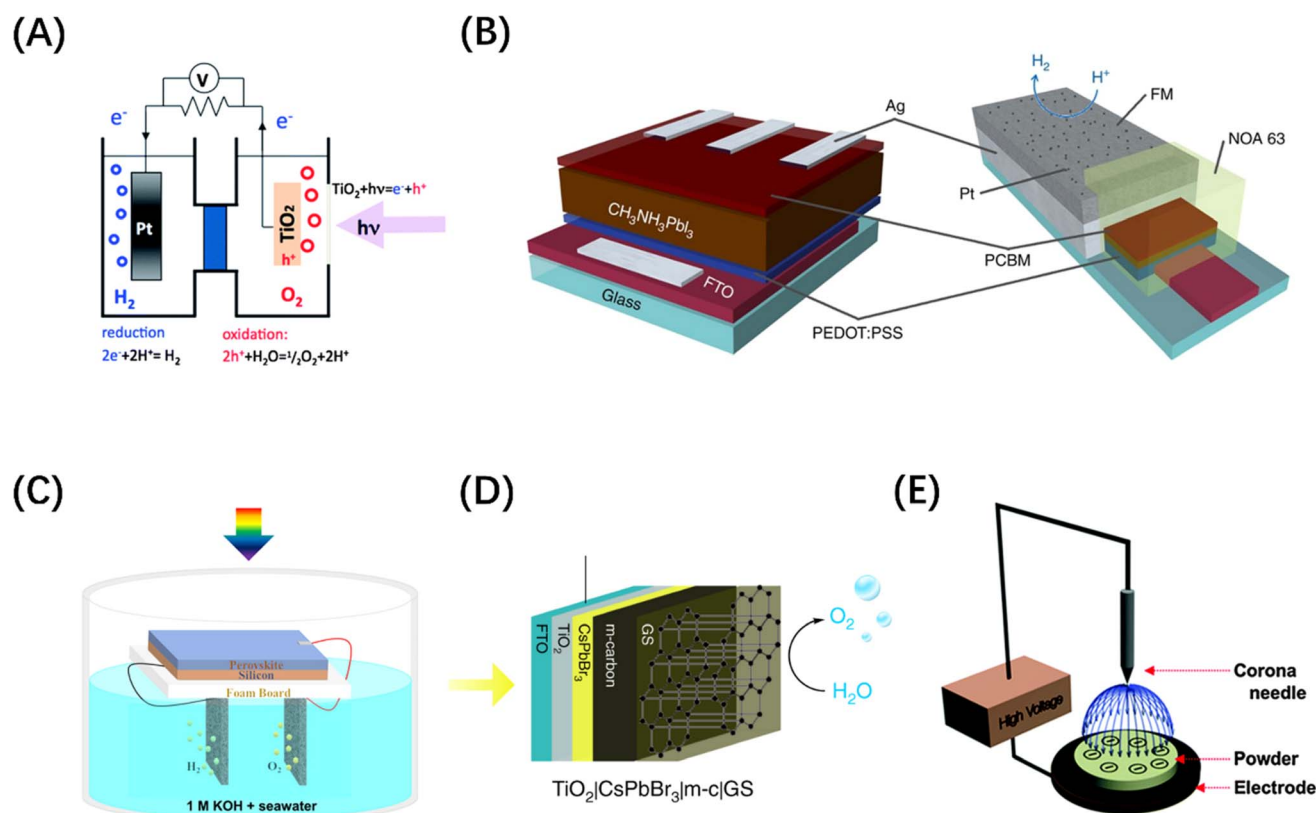 (A)
V
e⁻
e⁻
Pt
TiO₂
h⁺
TiO₂+hν=e⁻+h⁺
hν
H₂
O₂
reduction
2e⁻+2H⁺= H₂
oxidation:
2h⁺+H₂O=½O₂+2H⁺
(B)
CH₃NH₃PbI₃
FTO
Glass
Ag
Pt
PCBM
PEDOT:PSS
H₂
H⁺
FM
NOA 63
(C)
Perovskite
Silicon
Foam Board
H₂
O₂
1 M KOH + seawater
(D)
FTO
TiO₂
CsPbBr₃
m-carbon
GS
O₂
H₂O
TiO₂|CsPbBr₃|m-c|GS
(E)
High Voltage
Corona
needle
Powder
Electrode